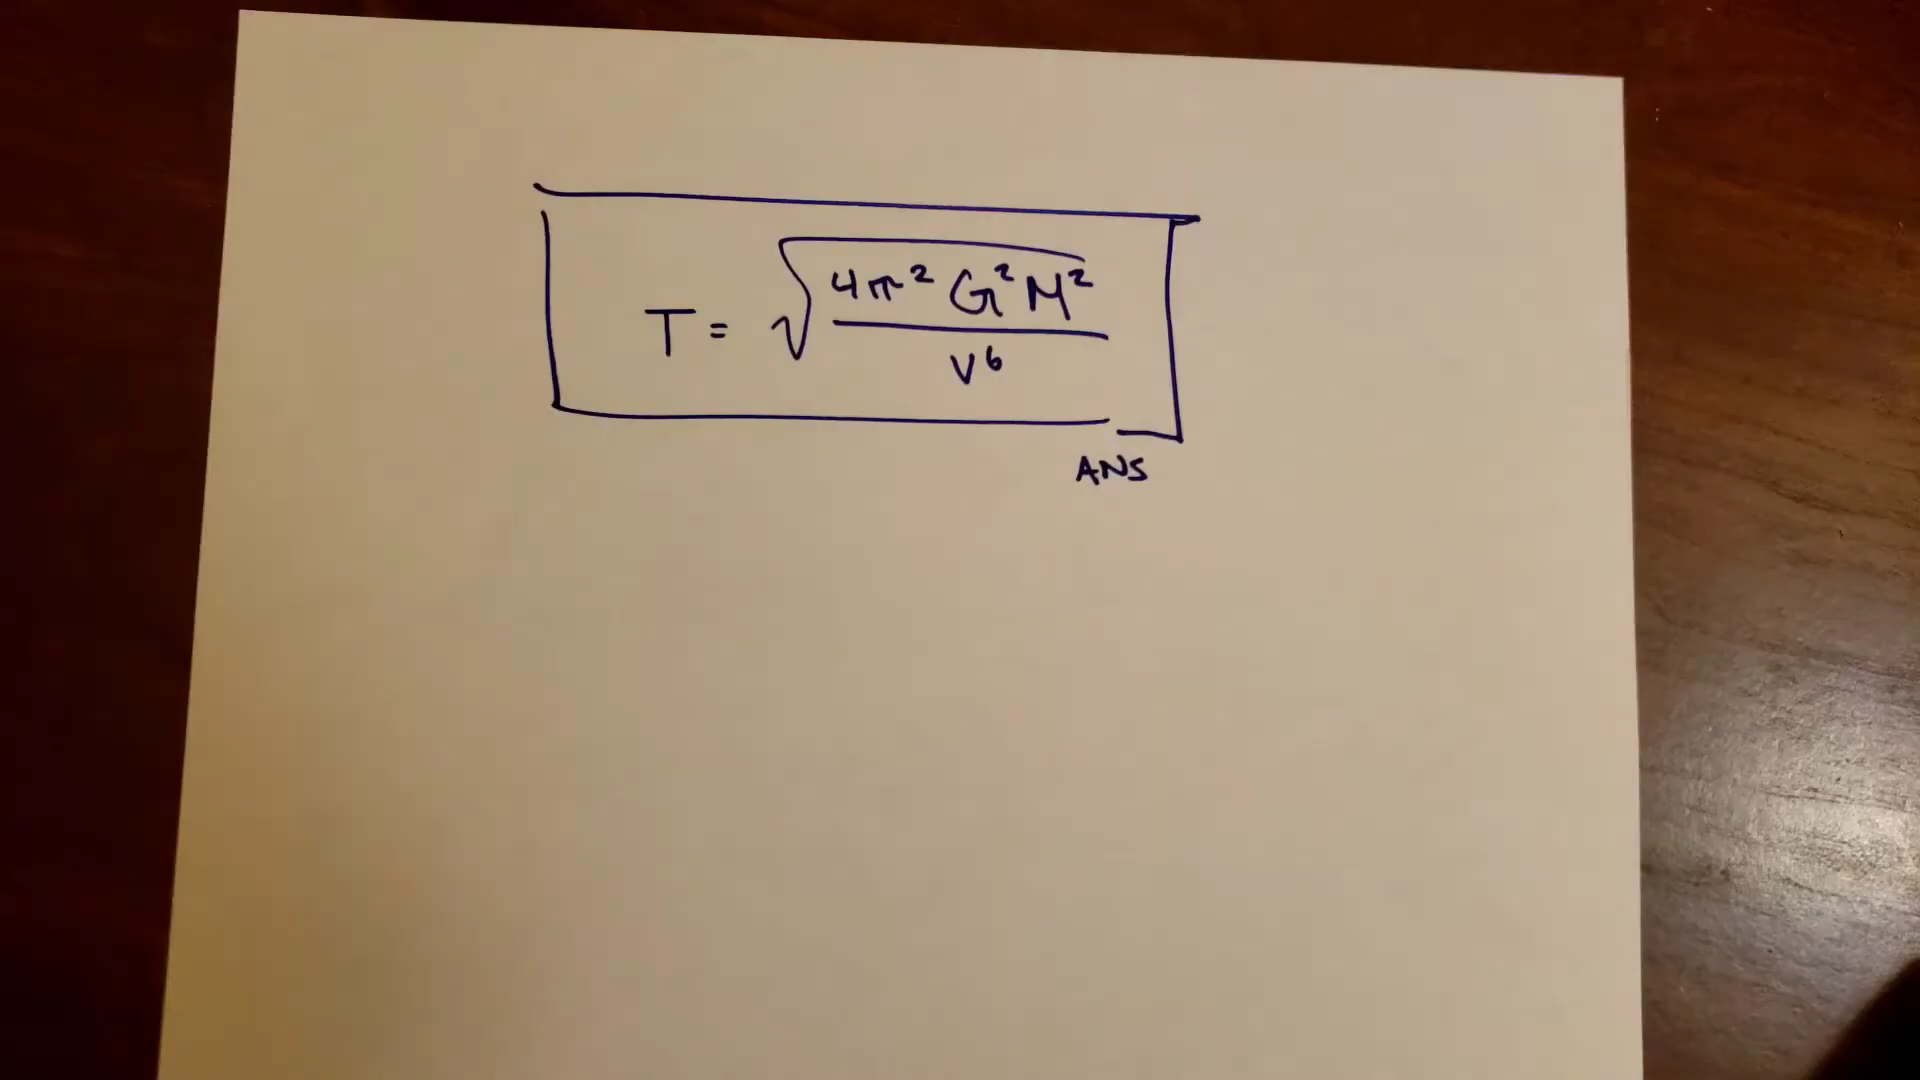 T = √(4π² G² M² / v⁶)
ANS